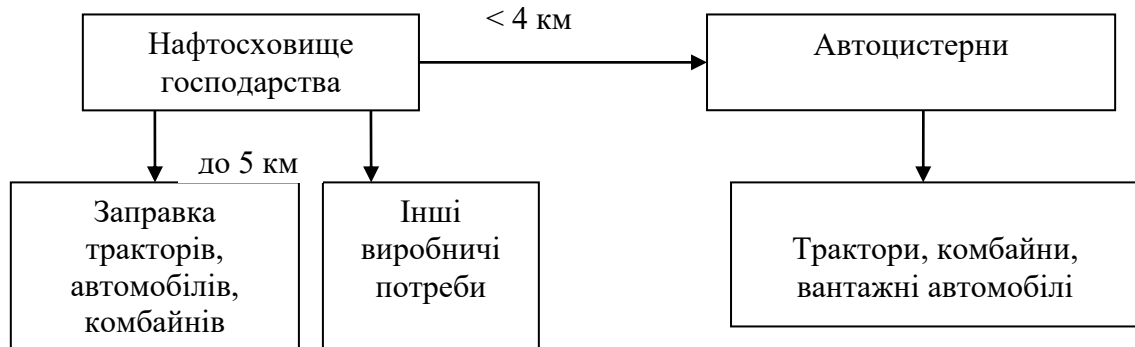 < 4 км
Нафтосховище
господарства
Автоцистерни
до 5 км
Заправка
тракторів,
автомобілів,
комбайнів
Інші
виробничі
потреби
Трактори, комбайни,
вантажні автомобілі